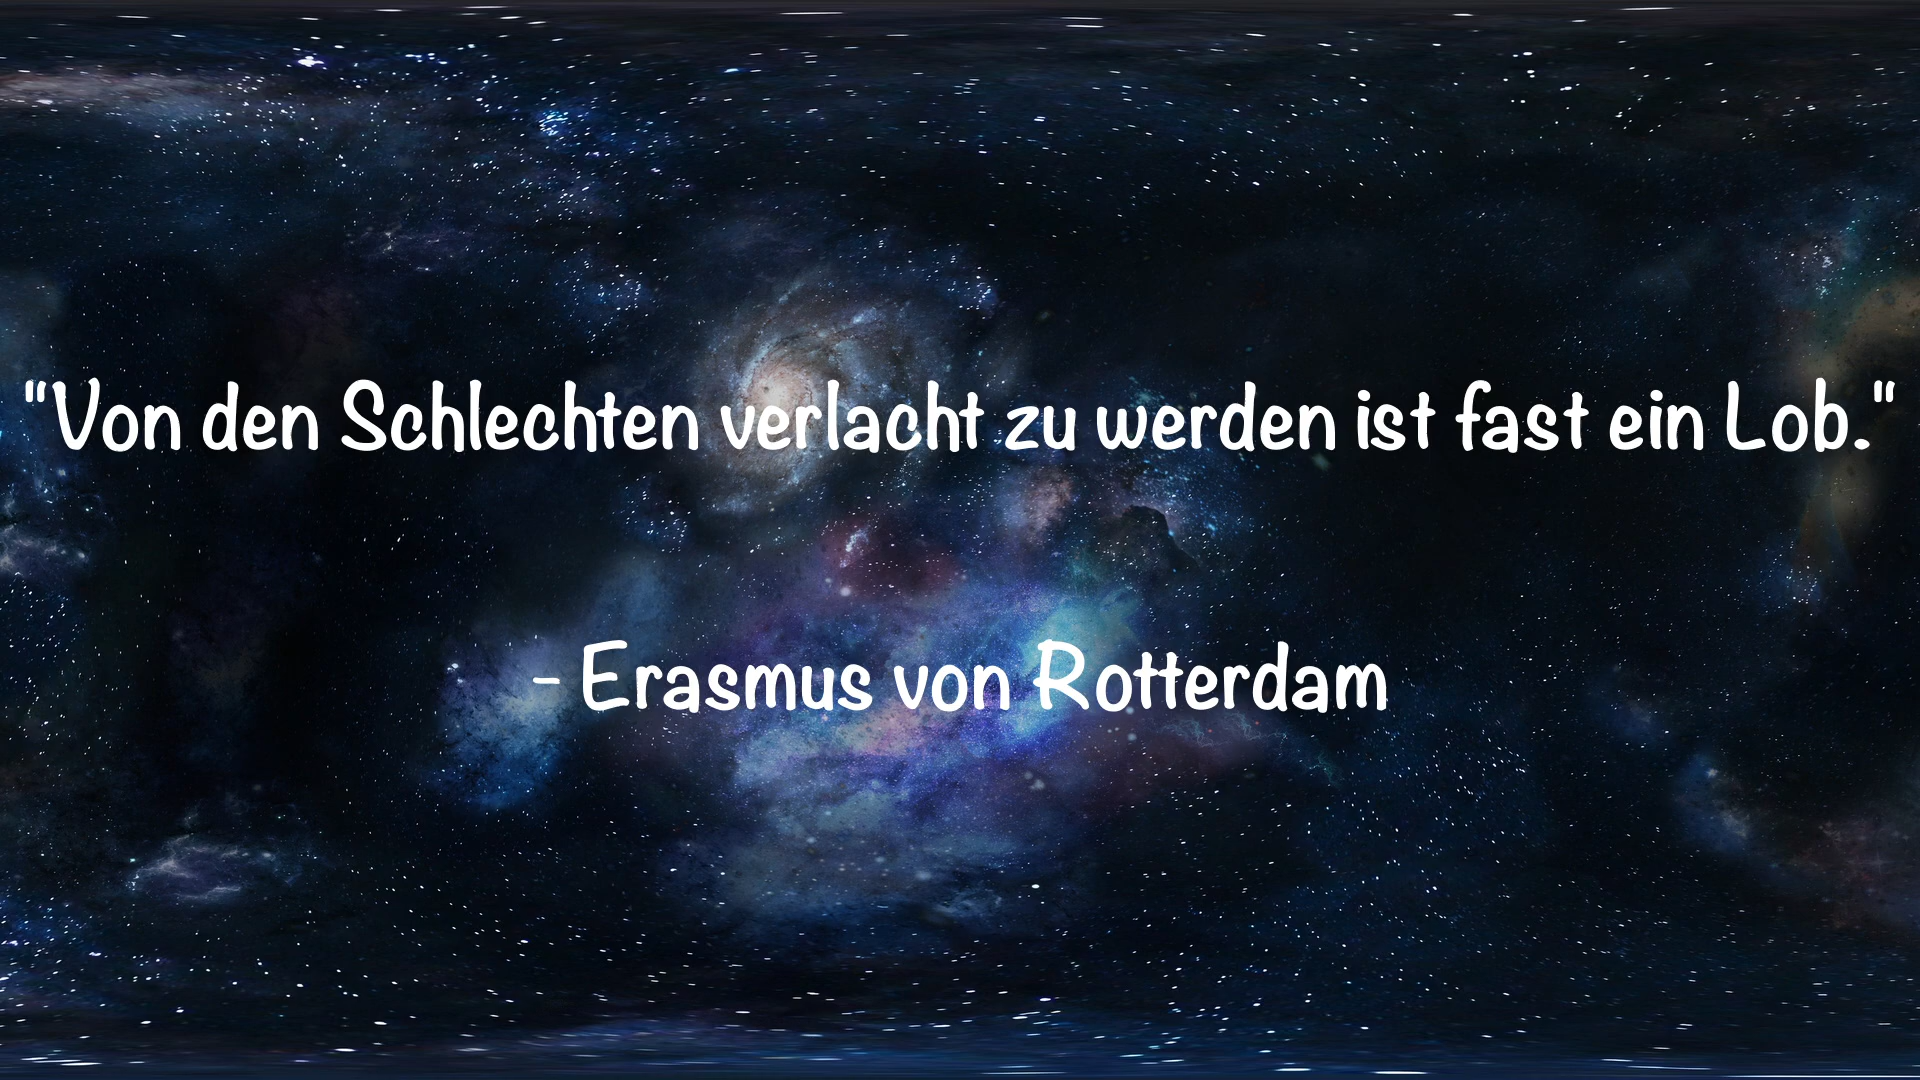 "Von den Schlechten verlacht zu werden ist fast ein Lob."
- Erasmus von Rotterdam